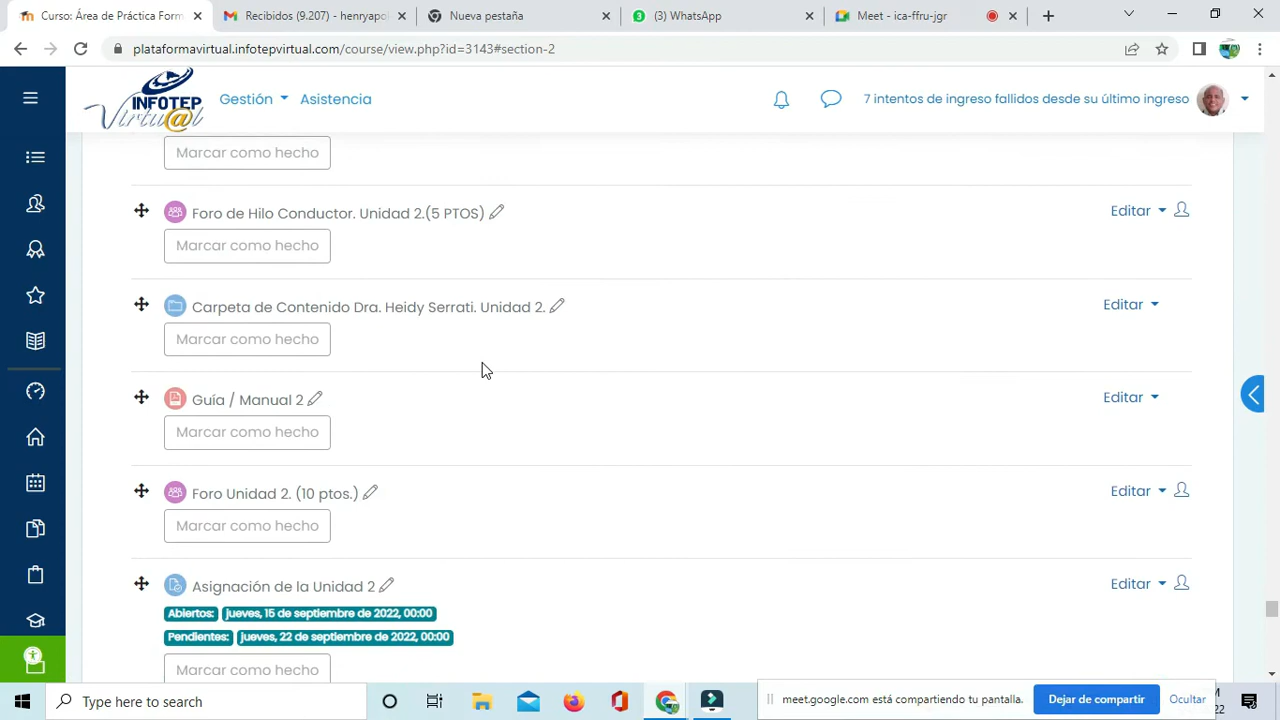 Curso: Área de Práctica Form
Recibidos (9.207) - henryapol
Nueva pestaña
(3) WhatsApp
Meet - ica-ffru-jgr
plataformavirtual.infotepvirtual.com/course/view.php?id=3143#section-2
INFOTEP
Virtu@l
Gestión
Asistencia
7 intentos de ingreso fallidos desde su último ingreso
Marcar como hecho
Foro de Hilo Conductor. Unidad 2.(5 PTOS)
Editar
Marcar como hecho
Carpeta de Contenido Dra. Heidy Serrati. Unidad 2.
Editar
Marcar como hecho
Guía / Manual 2
Editar
Marcar como hecho
Foro Unidad 2. (10 ptos.)
Editar
Marcar como hecho
Asignación de la Unidad 2
Editar
Abiertos: jueves, 15 de septiembre de 2022, 00:00
Pendientes: jueves, 22 de septiembre de 2022, 00:00
Marcar como hecho
Type here to search
meet.google.com está compartiendo tu pantalla.
Dejar de compartir
Ocultar